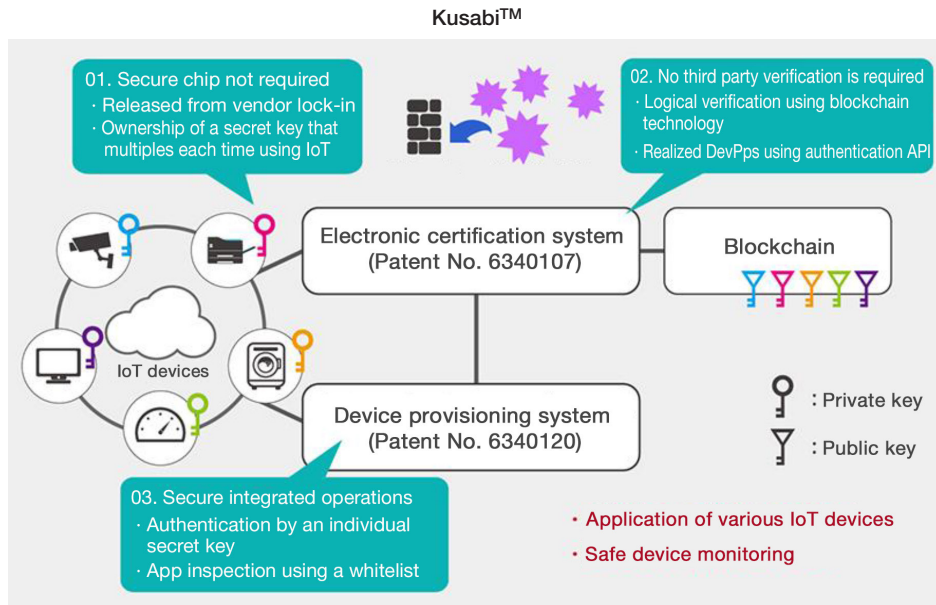 Kusabi™
01. Secure chip not required
· Released from vendor lock-in
· Ownership of a secret key that
multiples each time using IoT
02. No third party verification is required
· Logical verification using blockchain
technology
· Realized DevPps using authentication API
Electronic certification system
(Patent No. 6340107)
Blockchain
IoT devices
Device provisioning system
(Patent No. 6340120)
: Private key
: Public key
03. Secure integrated operations
· Authentication by an individual
secret key
· App inspection using a whitelist
· Application of various IoT devices
· Safe device monitoring